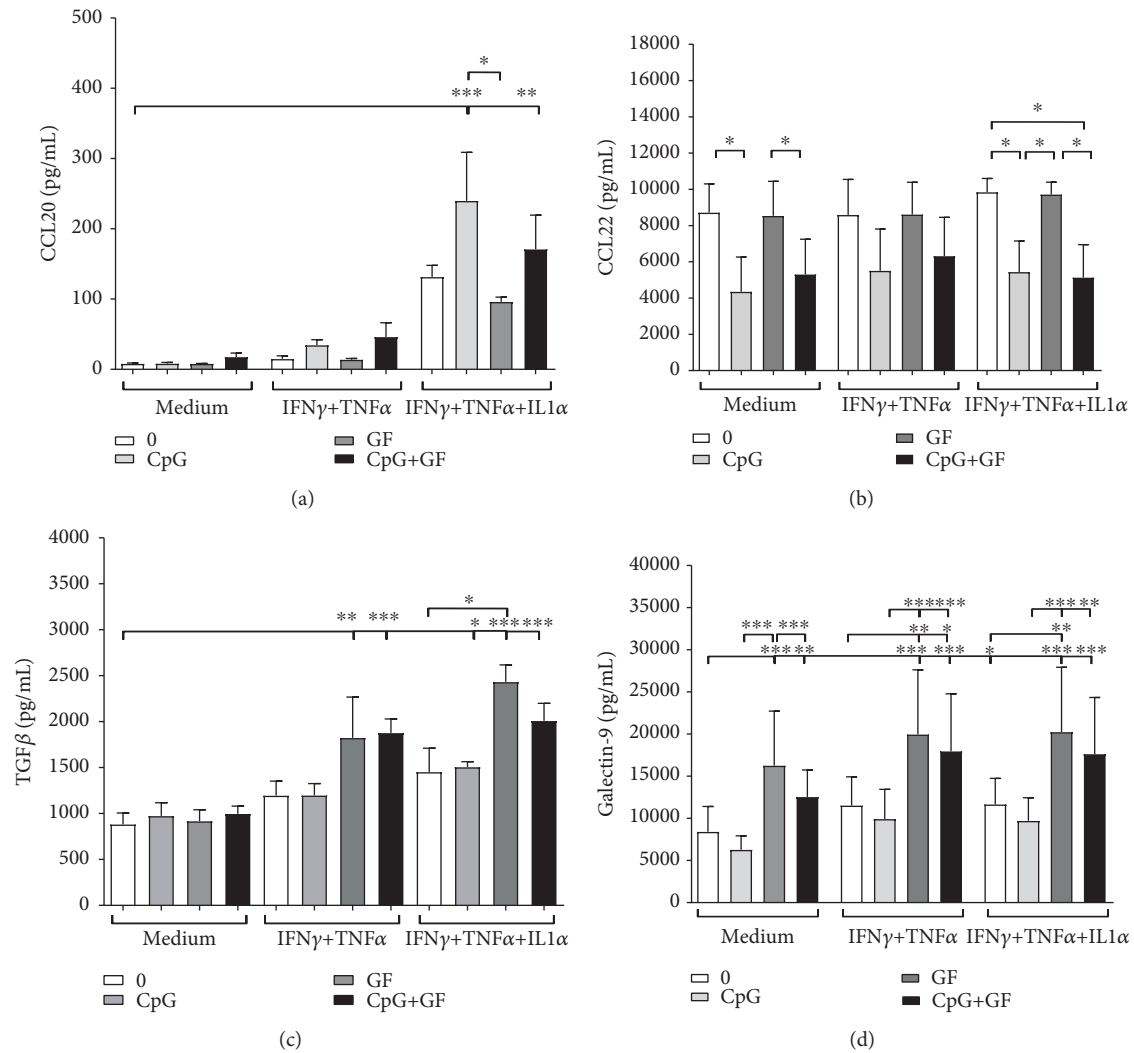 500
400
300
200
100
0
CCL20 (pg/mL)
*
***
**
Medium
IFNγ+TNFα
IFNγ+TNFα+IL1α
0
CpG
GF
CpG+GF
(a)
18000
16000
14000
12000
10000
8000
6000
4000
2000
0
CCL22 (pg/mL)
*
* * * * *
Medium
IFNγ+TNFα
IFNγ+TNFα+IL1α
0
CpG
GF
CpG+GF
(b)
4000
3500
3000
2500
2000
1500
1000
500
0
TGFβ (pg/mL)
*
** *** * *** ***
Medium
IFNγ+TNFα
IFNγ+TNFα+IL1α
0
CpG
GF
CpG+GF
(c)
40000
35000
30000
25000
20000
15000
10000
5000
0
Galectin-9 (pg/mL)
*** *** *** **
*** *** ** * **
*** ** *** *** * *** ***
Medium
IFNγ+TNFα
IFNγ+TNFα+IL1α
0
CpG
GF
CpG+GF
(d)